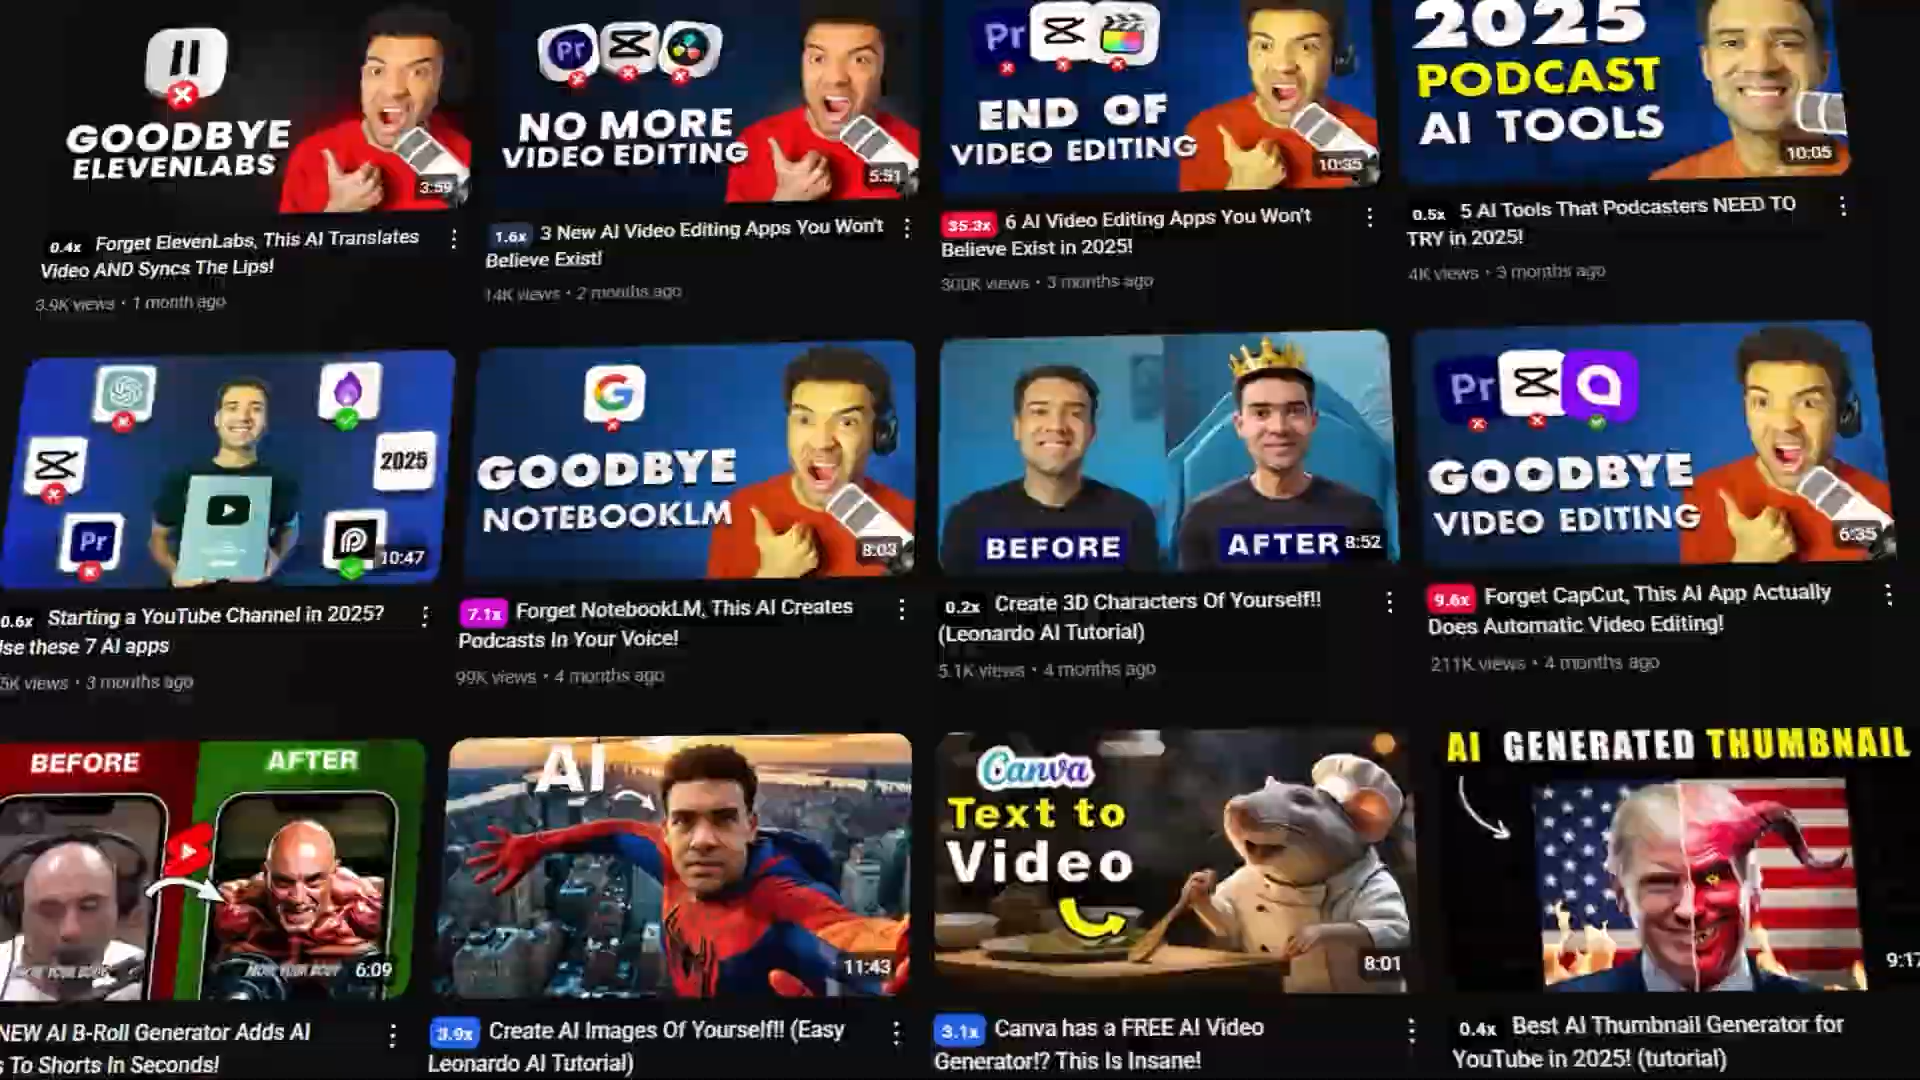 GOODBYE
ELEVENLABS
3:59
0.4x Forget ElevenLabs, This AI Translates
Video AND Syncs The Lips!
3.9K views • 1 month ago
Pr
NO MORE
VIDEO EDITING
5:51
1.6x 3 New AI Video Editing Apps You Won't
Believe Exist!
14K views • 2 months ago
Pr
END OF
VIDEO EDITING
10:35
35.3x 6 AI Video Editing Apps You Won't
Believe Exist in 2025!
300K views • 3 months ago
2025
PODCAST
AI TOOLS
10:05
0.5x 5 AI Tools That Podcasters NEED TO
TRY in 2025!
4K views • 3 months ago
2025
Pr
10:47
0.6x Starting a YouTube Channel in 2025?
se these 7 AI apps
5K views • 3 months ago
G
GOODBYE
NOTEBOOKLM
8:03
7.1x Forget NotebookLM, This AI Creates
Podcasts In Your Voice!
99K views • 4 months ago
BEFORE
AFTER
8:52
0.2x Create 3D Characters Of Yourself!!
(Leonardo AI Tutorial)
5.1K views • 4 months ago
Pr
GOODBYE
VIDEO EDITING
6:35
9.6x Forget CapCut, This AI App Actually
Does Automatic Video Editing!
211K views • 4 months ago
BEFORE
AFTER
MOVE YOUR BODY
MOVE YOUR BODY
6:09
NEW AI B-Roll Generator Adds AI
s To Shorts In Seconds!
AI
11:43
3.9x Create AI Images Of Yourself!! (Easy
Leonardo AI Tutorial)
Canva
Text to
Video
8:01
3.1x Canva has a FREE AI Video
Generator!? This Is Insane!
AI GENERATED THUMBNAIL
9:17
0.4x Best AI Thumbnail Generator for
YouTube in 2025! (tutorial)